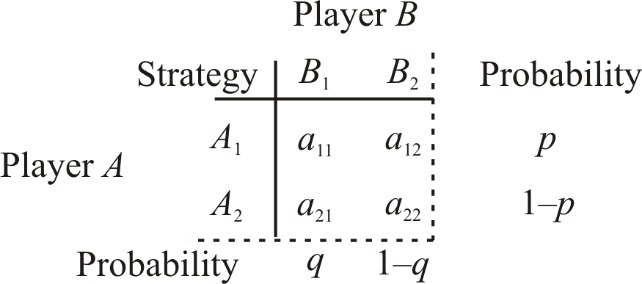 Player B
Strategy B₁ B₂ Probability
A₁ a₁₁ a₁₂ p
Player A
A₂ a₂₁ a₂₂ 1–p
Probability q 1–q